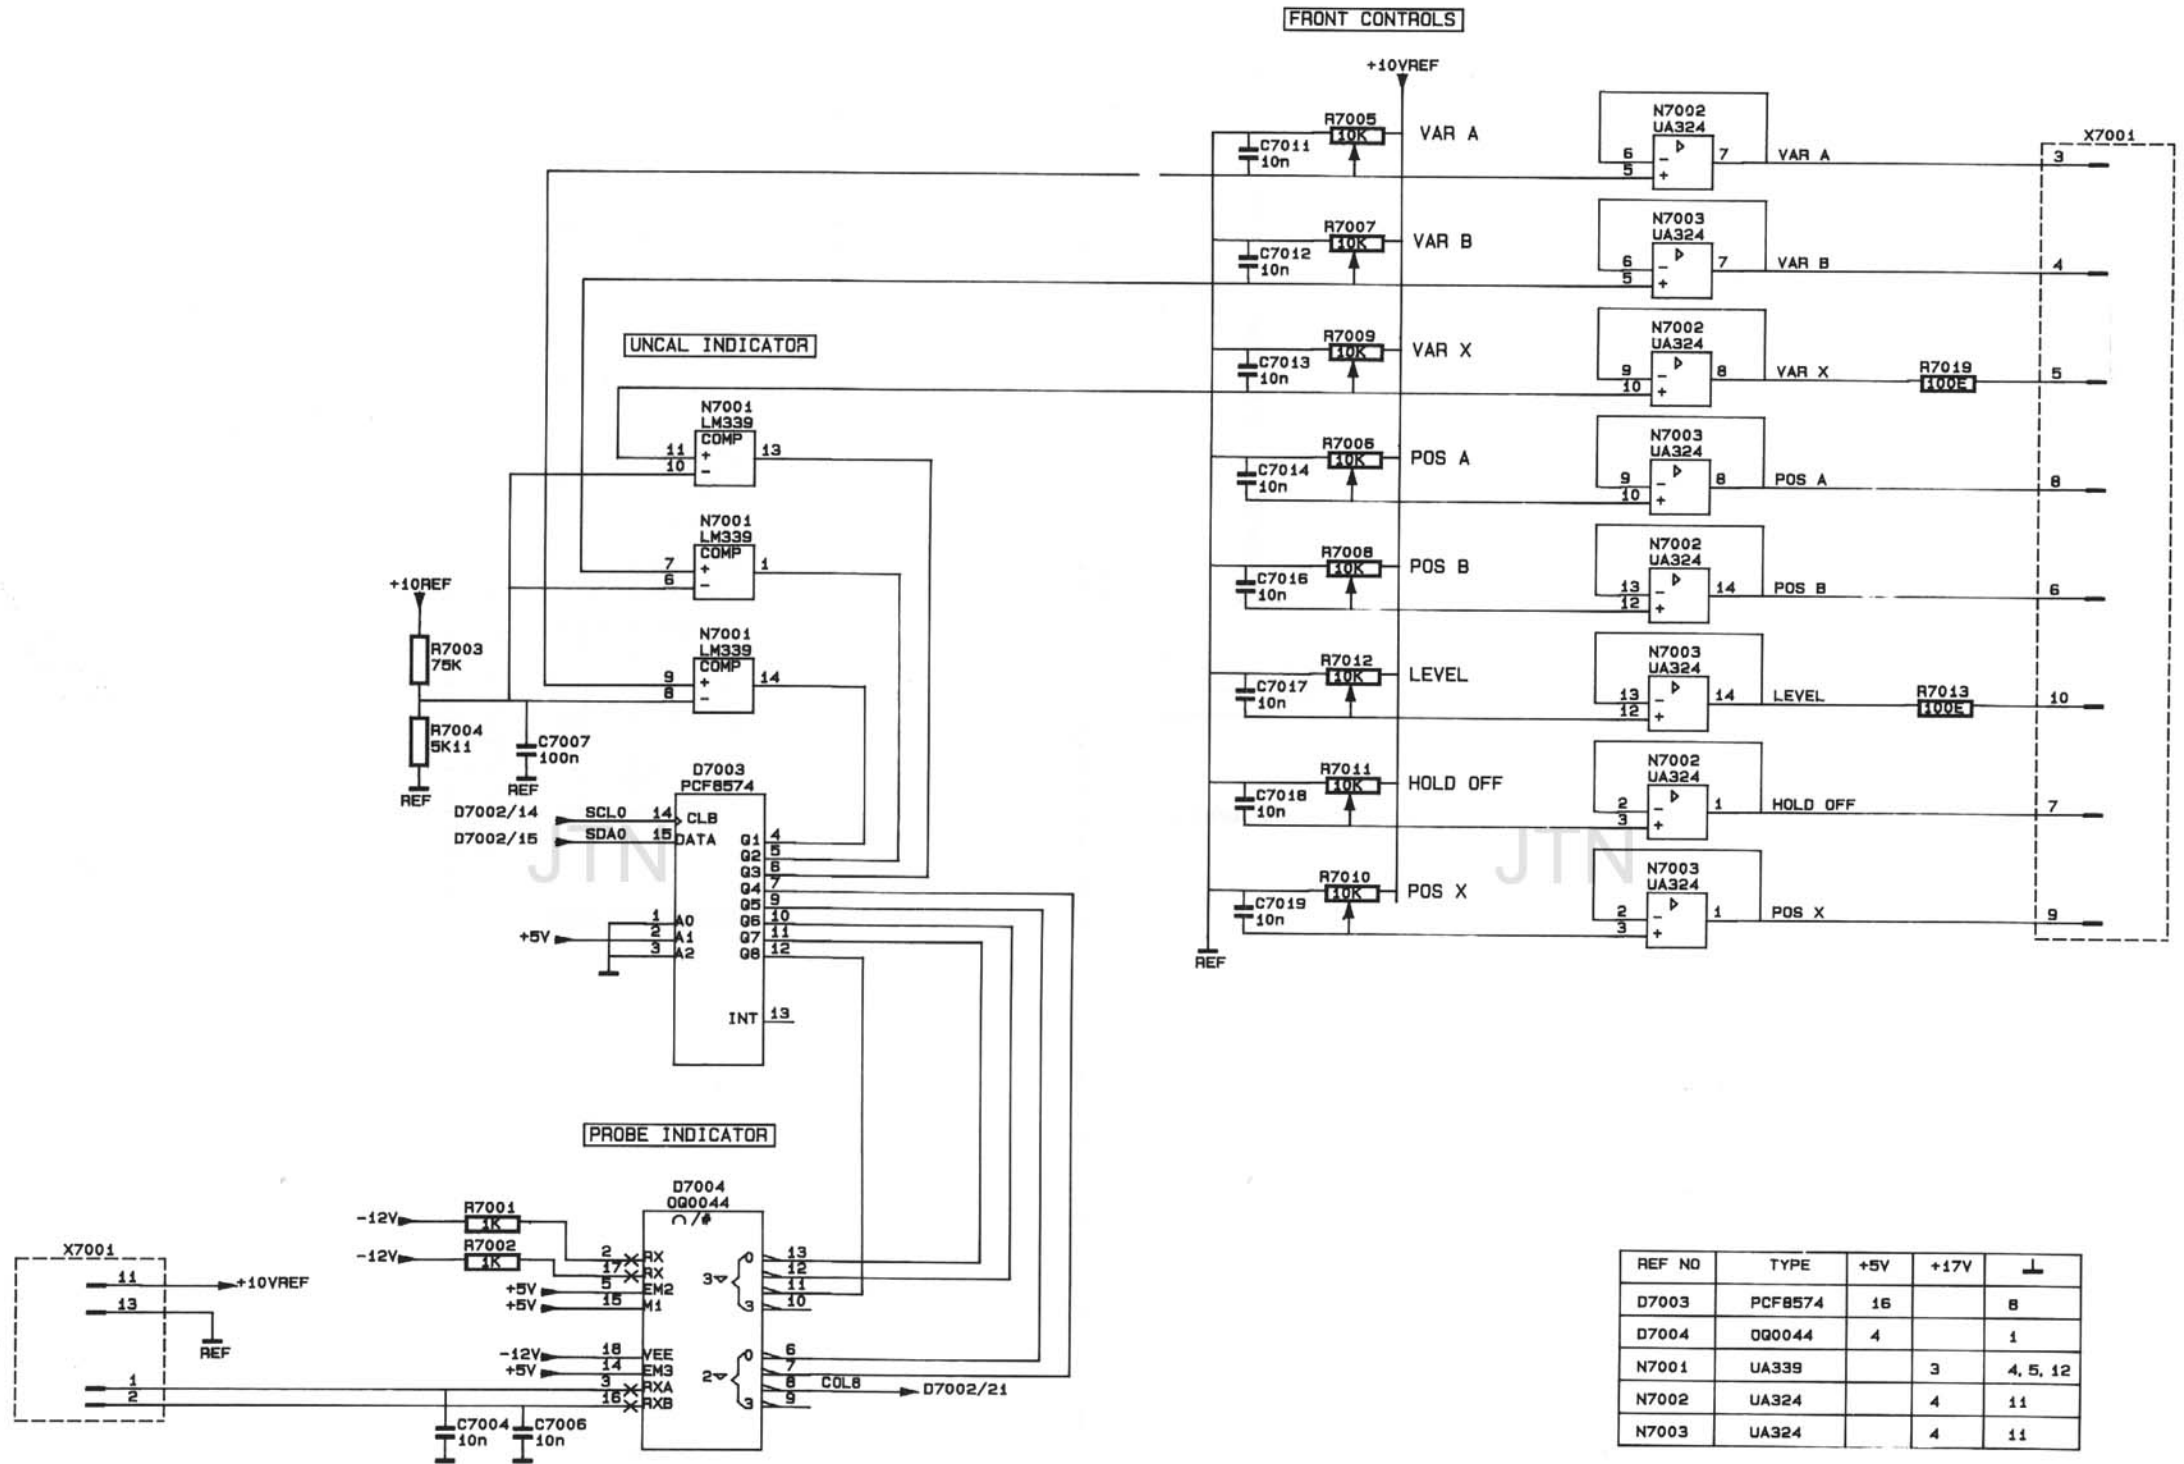 FRONT CONTROLS
+10VREF
R7005
10K
VAR A
C7011
10n
N7002
UA324
6
5
7
VAR A
X7001
3
R7007
10K
VAR B
C7012
10n
N7003
UA324
6
5
7
VAR B
4
UNCAL INDICATOR
R7009
10K
VAR X
C7013
10n
N7002
UA324
9
10
8
VAR X
R7019
100E
5
N7001
LM339
COMP
11
10
+
-
13
R7006
10K
POS A
C7014
10n
N7003
UA324
9
10
8
POS A
8
N7001
LM339
COMP
7
6
+
-
1
R7008
10K
POS B
C7016
10n
N7002
UA324
13
12
14
POS B
6
+10REF
R7003
75K
N7001
LM339
COMP
9
8
+
-
14
R7012
10K
LEVEL
C7017
10n
N7003
UA324
13
12
14
LEVEL
R7013
100E
10
R7004
5K11
C7007
100n
REF
REF
R7011
10K
HOLD OFF
C7018
10n
N7002
UA324
2
3
1
HOLD OFF
7
D7003
PCF8574
D7002/14 SCL0 14 CLB
D7002/15 SDA0 15 DATA
Q1 4
Q2 5
Q3 6
Q4 7
Q5 9
Q6 10
Q7 11
Q8 12
1 A0
+5V 2 A1
3 A2
INT 13
JTN
JTN
R7010
10K
POS X
C7019
10n
N7003
UA324
2
3
1
POS X
9
REF
PROBE INDICATOR
D7004
OQ0044
∩/#
-12V R7001 1K 2 RX
-12V R7002 1K 17 RX
+5V 5 EM2
+5V 15 M1
-12V 18 VEE
+5V 14 EM3
3 RXA
16 RXB
0 13
12
3▽ 11
3 10
0 6
7
2▽ 8 COL8 D7002/21
3 9
X7001
11 +10VREF
13
REF
1
2
C7004
10n
C7006
10n
REF NO TYPE +5V +17V ⊥
D7003 PCF8574 16 8
D7004 OQ0044 4 1
N7001 UA339 3 4, 5, 12
N7002 UA324 4 11
N7003 UA324 4 11